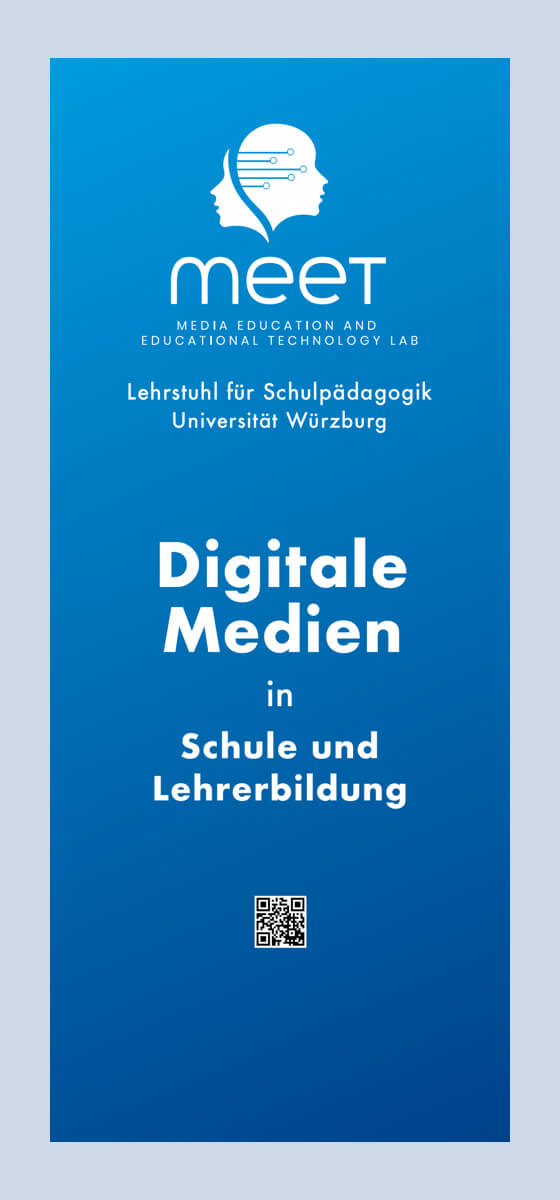 meeT
MEDIA EDUCATION AND
EDUCATIONAL TECHNOLOGY LAB
Lehrstuhl für Schulpädagogik
Universität Würzburg
Digitale
Medien
in
Schule und
Lehrerbildung